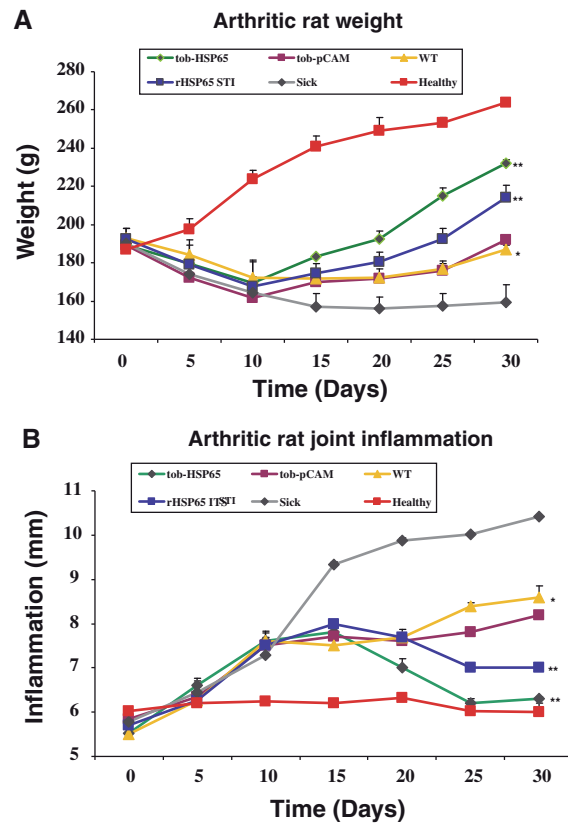 A
Arthritic rat weight
tob-HSP65 tob-pCAM WT
rHSP65 STI Sick Healthy
Weight (g)
280
260
240
220
200
180
160
140
**
**
*
0 5 10 15 20 25 30
Time (Days)
B
Arthritic rat joint inflammation
tob-HSP65 tob-pCAM WT
Sick Healthy
Inflammation (mm)
11
10
9
8
7
6
5
*
**
**
0 5 10 15 20 25 30
Time (Days)